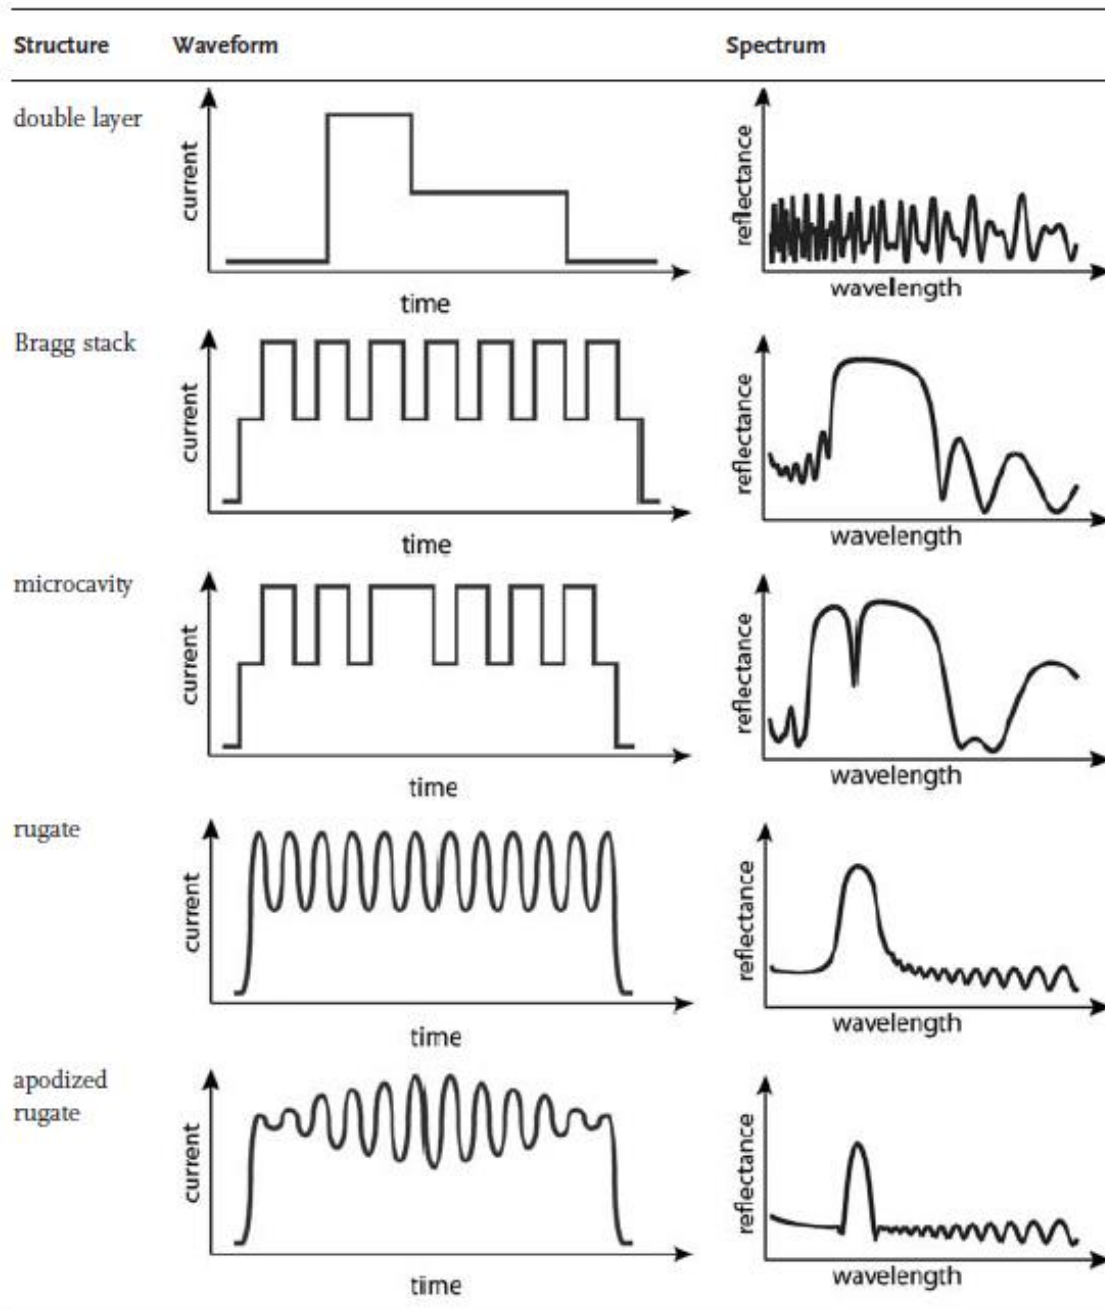 Structure Waveform Spectrum
double layer
current
time
reflectance
wavelength
Bragg stack
current
time
reflectance
wavelength
microcavity
current
time
reflectance
wavelength
rugate
current
time
reflectance
wavelength
apodized
rugate
current
time
reflectance
wavelength